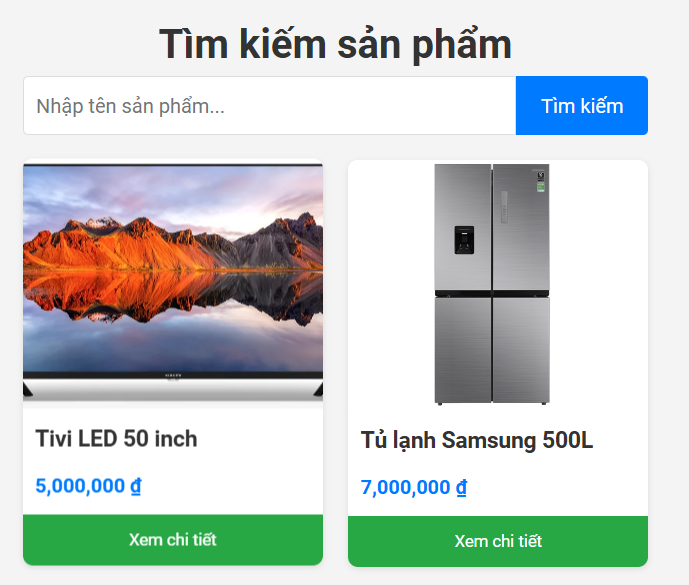 Tìm kiếm sản phẩm
Nhập tên sản phẩm...
Tìm kiếm
Tivi LED 50 inch
Tủ lạnh Samsung 500L
5,000,000 ₫
7,000,000 ₫
Xem chi tiết
Xem chi tiết